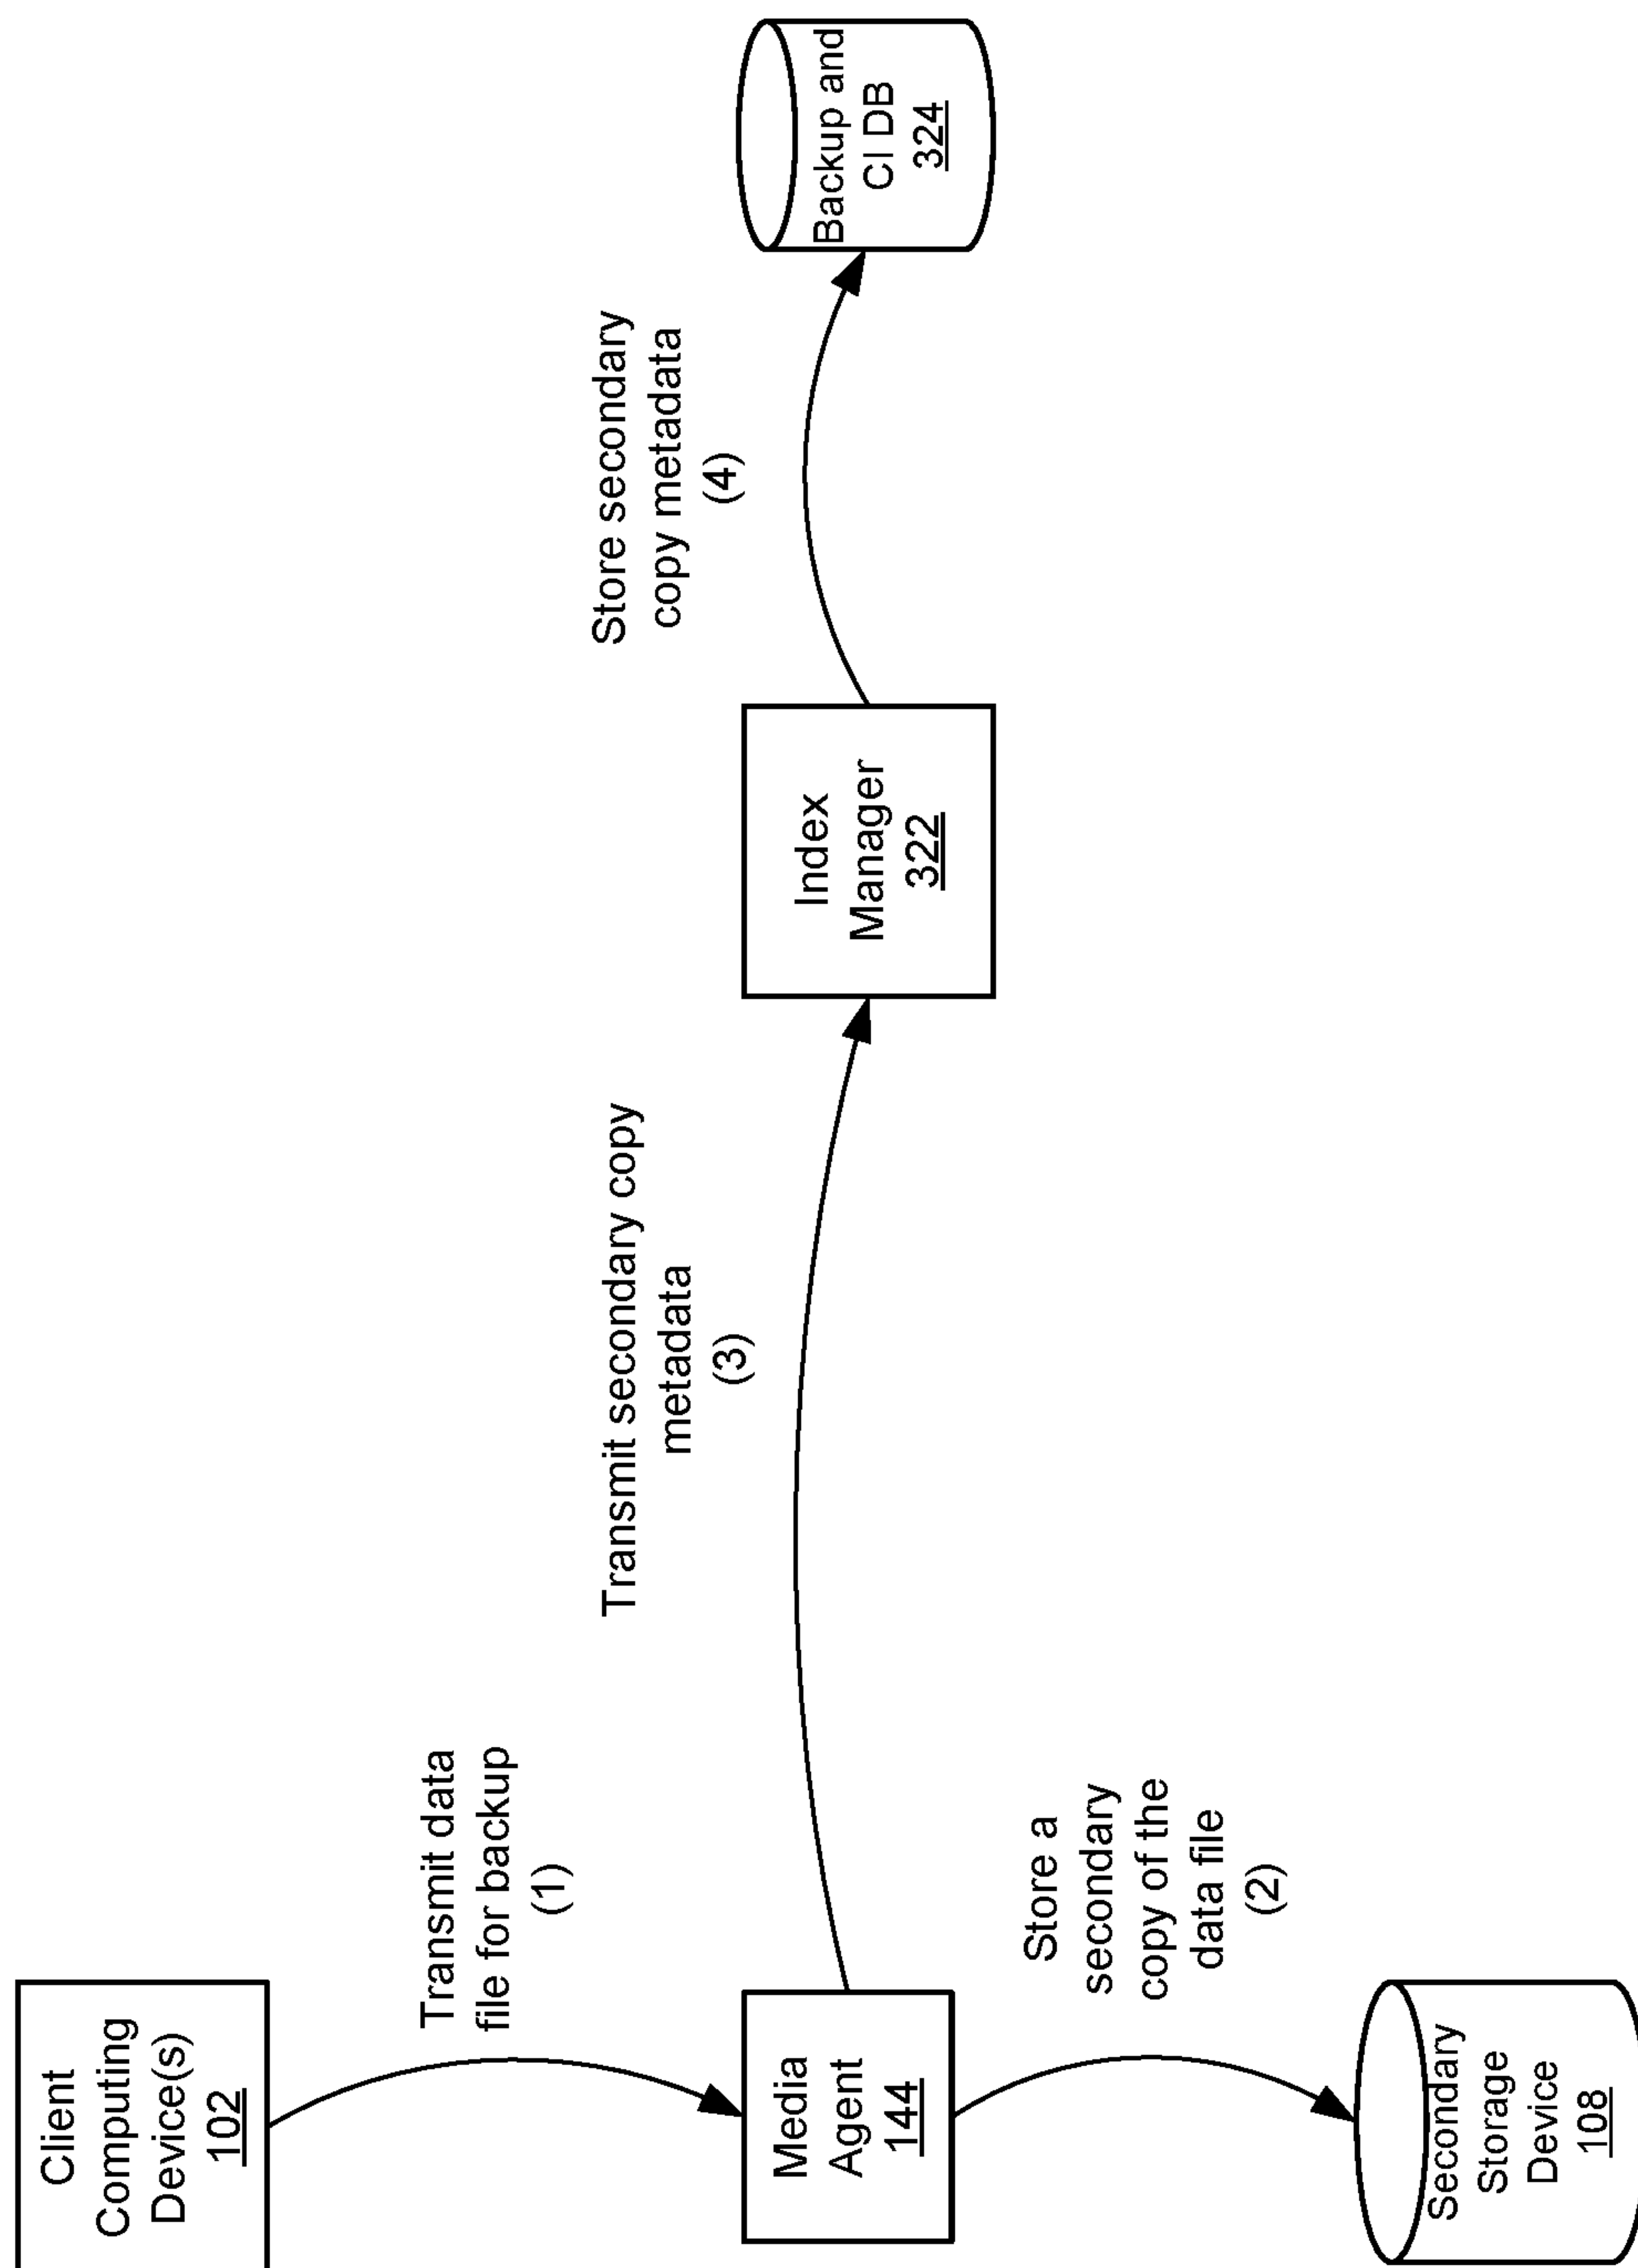 Client
Computing
Device(s)
102
Transmit data
file for backup
(1)
Media
Agent
144
Store a
secondary
copy of the
data file
(2)
Secondary
Storage
Device
108
Transmit secondary copy
metadata
(3)
Index
Manager
322
Store secondary
copy metadata
(4)
Backup and
CI DB
324